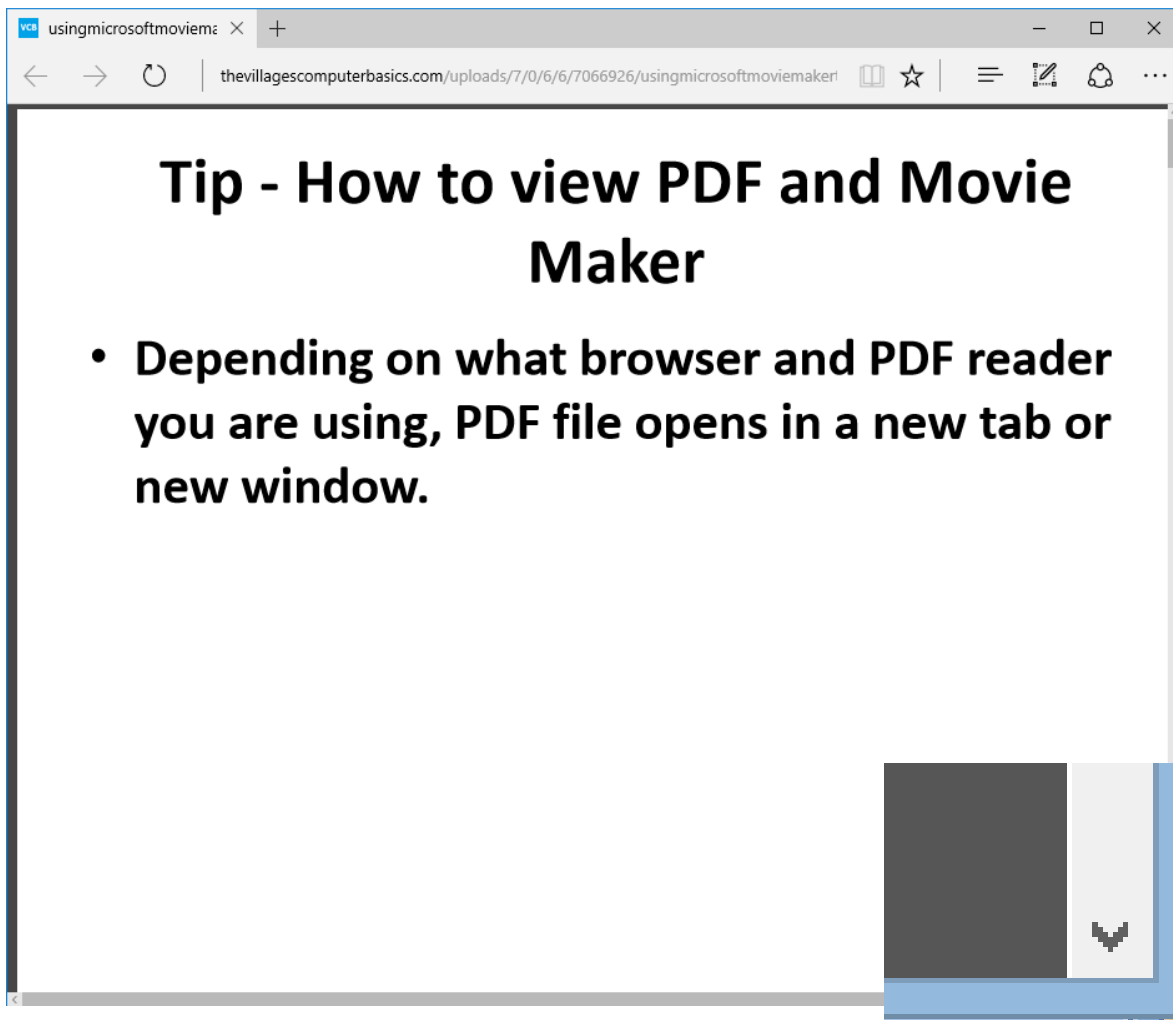 VCB usingmicrosoftmoviema
thevillagescomputerbasics.com/uploads/7/0/6/6/7066926/usingmicrosoftmoviemaker
Tip - How to view PDF and Movie
Maker
• Depending on what browser and PDF reader
you are using, PDF file opens in a new tab or
new window.